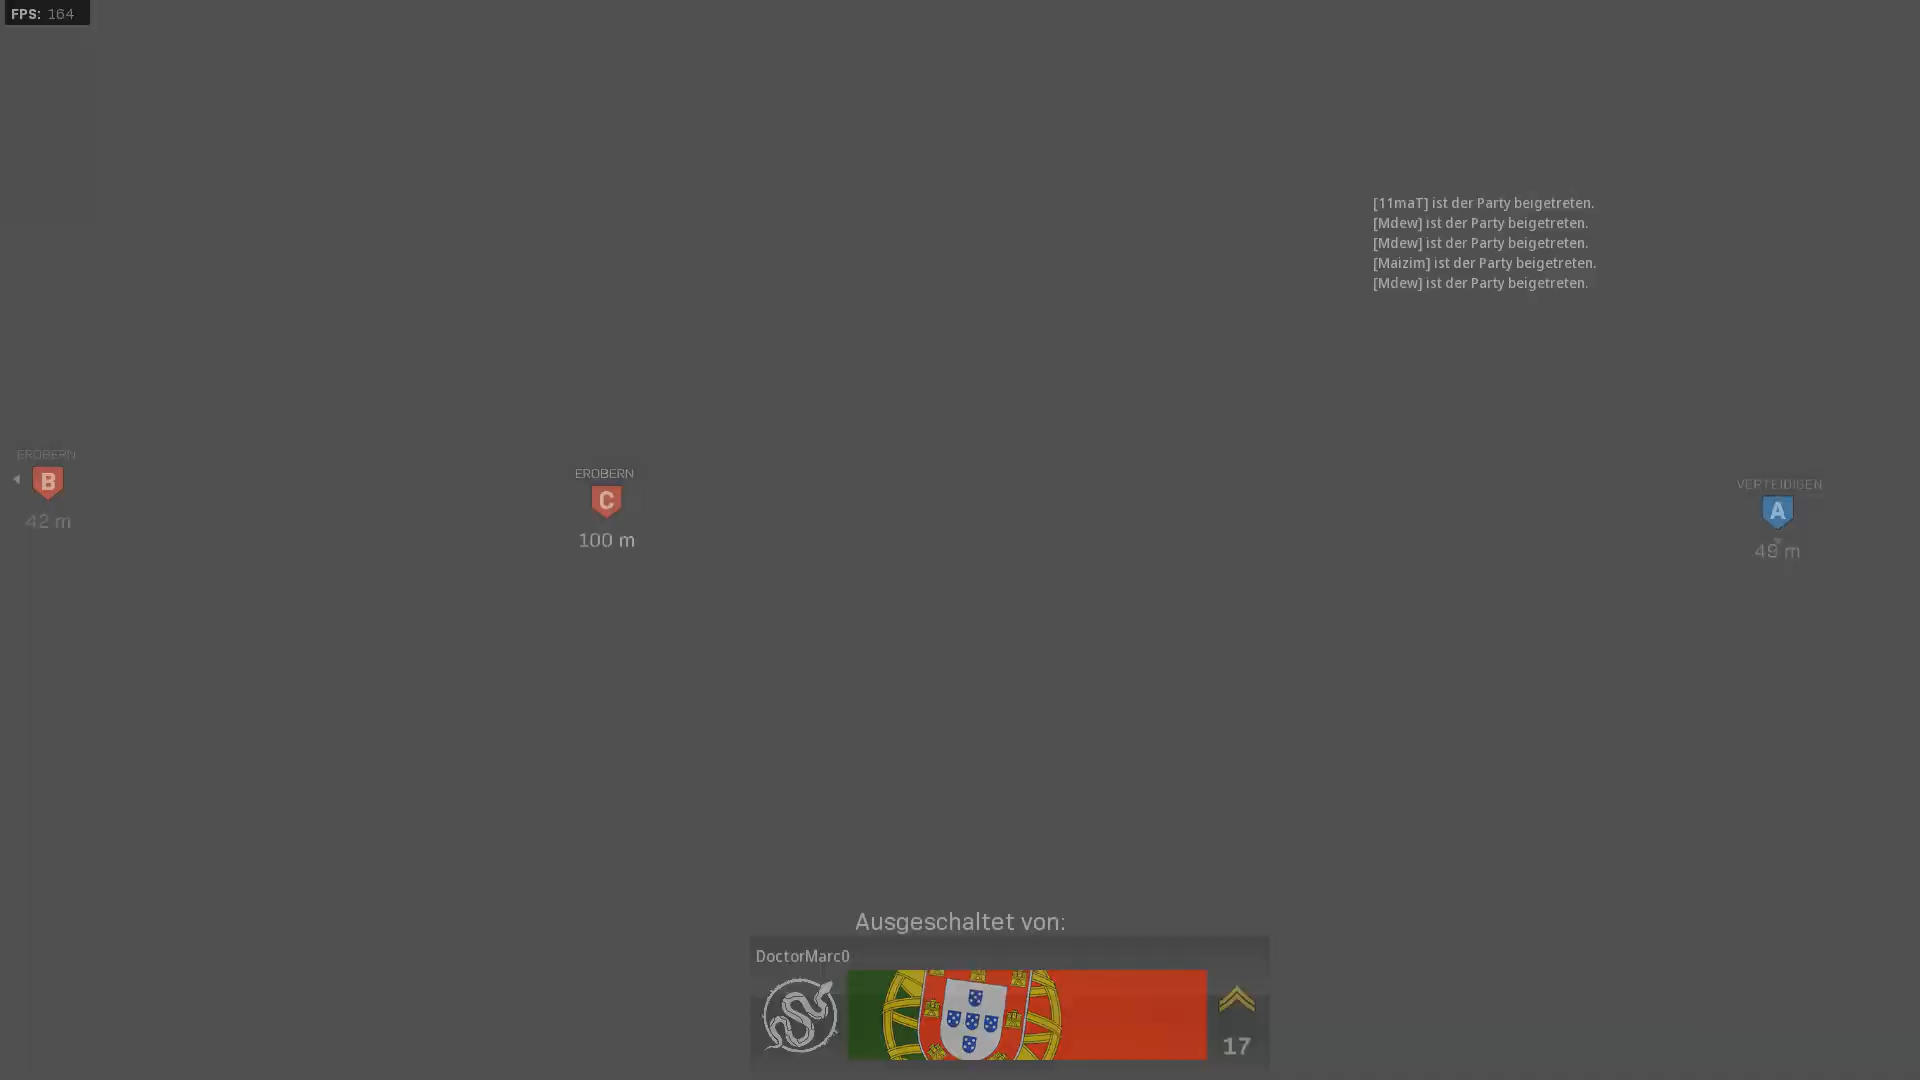 FPS: 164
[11maT] ist der Party beigetreten.
[Mdew] ist der Party beigetreten.
[Mdew] ist der Party beigetreten.
[Maizim] ist der Party beigetreten.
[Mdew] ist der Party beigetreten.
EROBERN
B
42 m
EROBERN
C
100 m
VERTEIDIGEN
A
49 m
Ausgeschaltet von:
DoctorMarc0
17